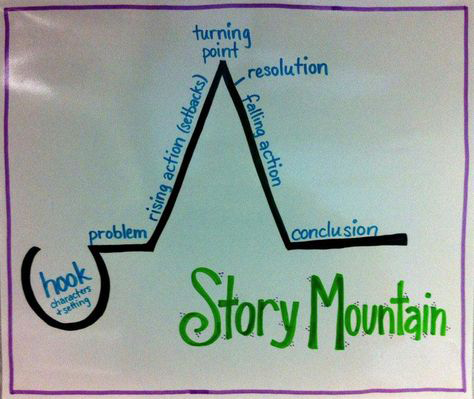 turning
point
resolution
rising action (setbacks)
falling action
problem
conclusion
hook
characters
+ setting
Story Mountain